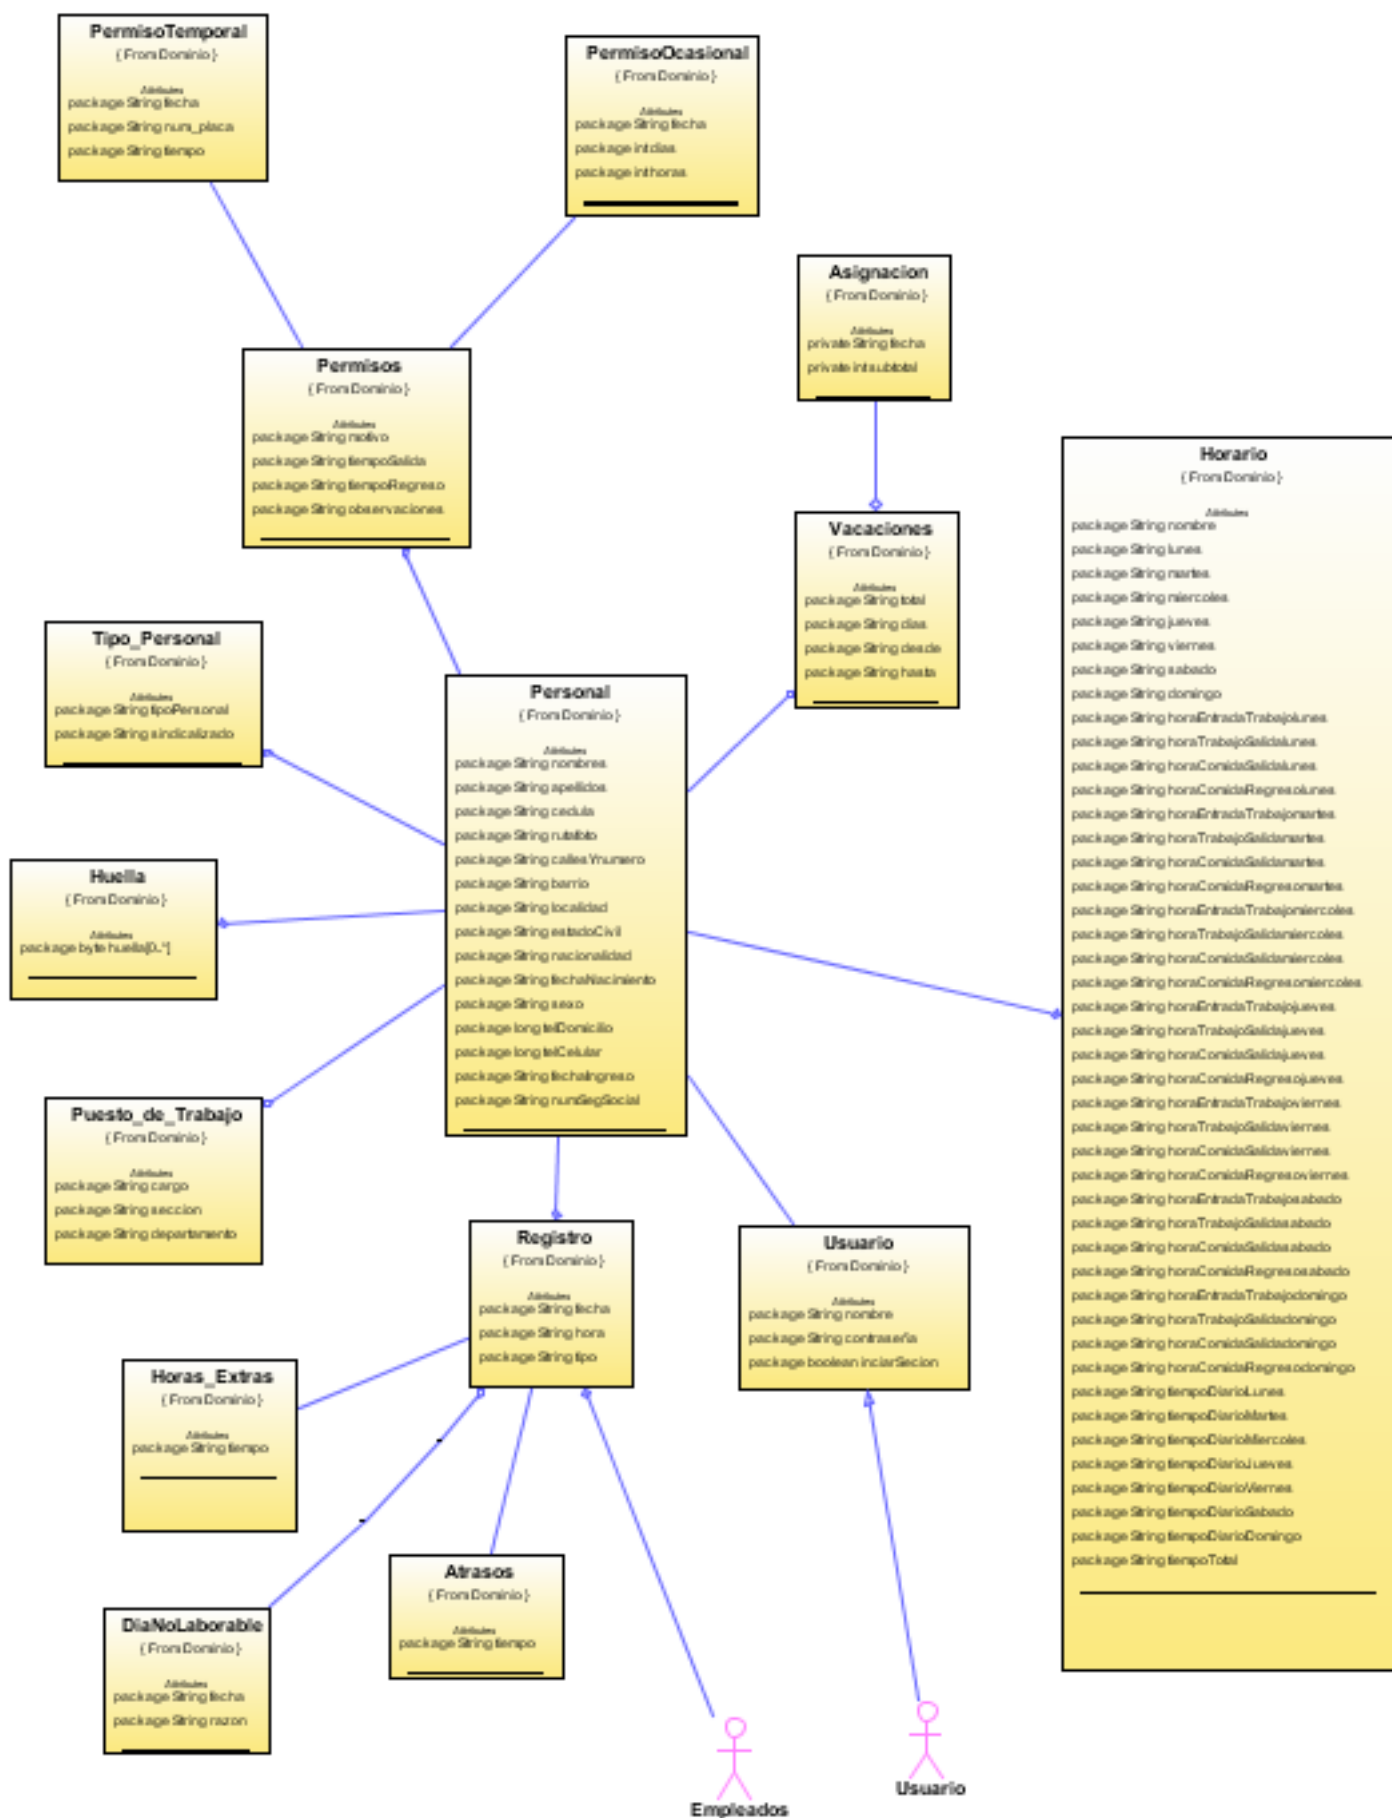 PermisoTemporal
{ From Dominio }
Attributes
package String fecha
package String num_placa
package String tiempo
PermisoOcasional
{ From Dominio }
Attributes
package String fecha
package int dias
package int horas
Asignacion
{ From Dominio }
Attributes
private String fecha
private int subtotal
Permisos
{ From Dominio }
Attributes
package String motivo
package String tiempoSalida
package String tiempoRegreso
package String observaciones
Vacaciones
{ From Dominio }
Attributes
package String total
package String dias
package String desde
package String hasta
Horario
{ From Dominio }
Attributes
package String nombre
package String lunes
package String martes
package String miercoles
package String jueves
package String viernes
package String sabado
package String domingo
package String horaEntradaTrabajolunes
package String horaTrabajoSalidalunes
package String horaComidaSalidalunes
package String horaComidaRegresolunes
package String horaEntradaTrabajomartes
package String horaTrabajoSalidamartes
package String horaComidaSalidamartes
package String horaComidaRegresomartes
package String horaEntradaTrabajomiercoles
package String horaTrabajoSalidamiercoles
package String horaComidaSalidamiercoles
package String horaComidaRegresomiercoles
package String horaEntradaTrabajojueves
package String horaTrabajoSalidajueves
package String horaComidaSalidajueves
package String horaComidaRegresojueves
package String horaEntradaTrabajoviernes
package String horaTrabajoSalidaviernes
package String horaComidaSalidaviernes
package String horaComidaRegresoviernes
package String horaEntradaTrabajosabado
package String horaTrabajoSalidasabado
package String horaComidaSalidasabado
package String horaComidaRegresosabado
package String horaEntradaTrabajodomingo
package String horaTrabajoSalidadomingo
package String horaComidaSalidadomingo
package String horaComidaRegresodomingo
package String tiempoDiarioLunes
package String tiempoDiarioMartes
package String tiempoDiarioMiercoles
package String tiempoDiarioJueves
package String tiempoDiarioViernes
package String tiempoDiarioSabado
package String tiempoDiarioDomingo
package String tiempoTotal
Tipo_Personal
{ From Dominio }
Attributes
package String tipoPersonal
package String sindicalizado
Personal
{ From Dominio }
Attributes
package String nombres
package String apellidos
package String cedula
package String rutafoto
package String callesYnumero
package String barrio
package String localidad
package String estadoCivil
package String nacionalidad
package String fechaNacimiento
package String sexo
package long telDomicilio
package long telCelular
package String fechaIngreso
package String numSegSocial
Huella
{ From Dominio }
Attributes
package byte huella[0..*]
Puesto_de_Trabajo
{ From Dominio }
Attributes
package String cargo
package String seccion
package String departamento
Registro
{ From Dominio }
Attributes
package String fecha
package String hora
package String tipo
Usuario
{ From Dominio }
Attributes
package String nombre
package String contraseña
package boolean inciarSecion
Horas_Extras
{ From Dominio }
Attributes
package String tiempo
Atrasos
{ From Dominio }
Attributes
package String tiempo
DiaNoLaborable
{ From Dominio }
Attributes
package String fecha
package String razon
Empleados
Usuario